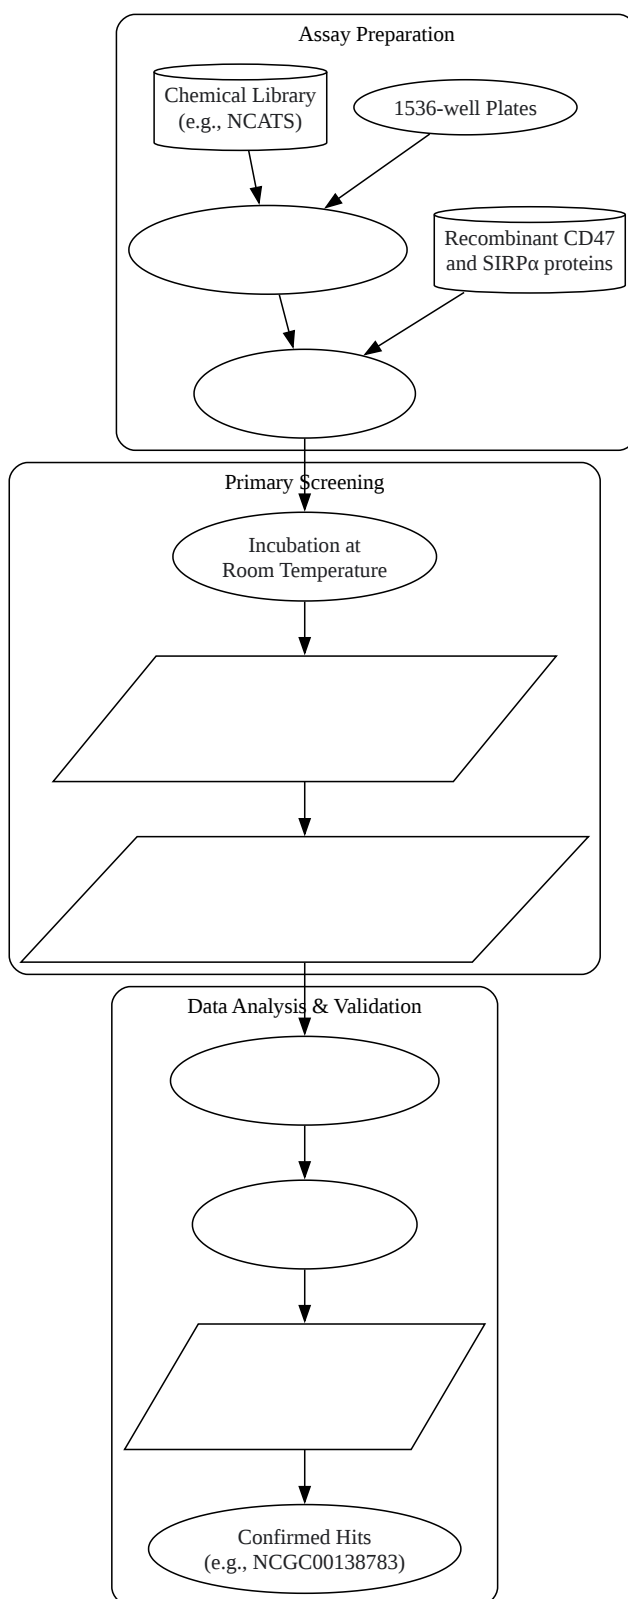 Assay Preparation
Chemical Library
(e.g., NCATS)
1536-well Plates
Recombinant CD47
and SIRPα proteins
Primary Screening
Incubation at
Room Temperature
Data Analysis & Validation
Confirmed Hits
(e.g., NCGC00138783)